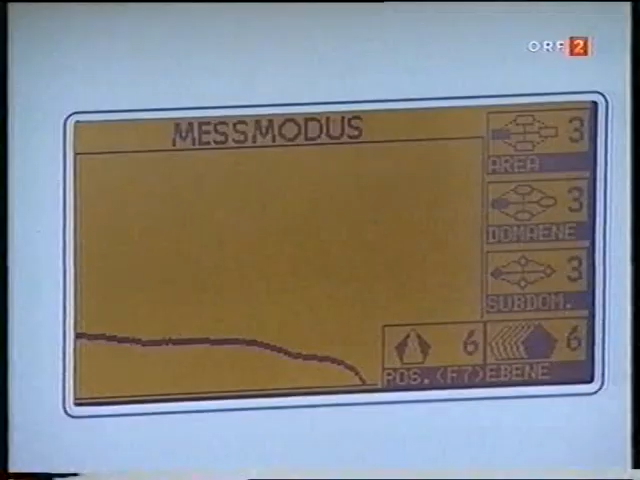 ORF 2
MESSMODUS
3
AREA
3
DOMAENE
3
SUBDOM.
6
POS.(F7)
6
EBENE